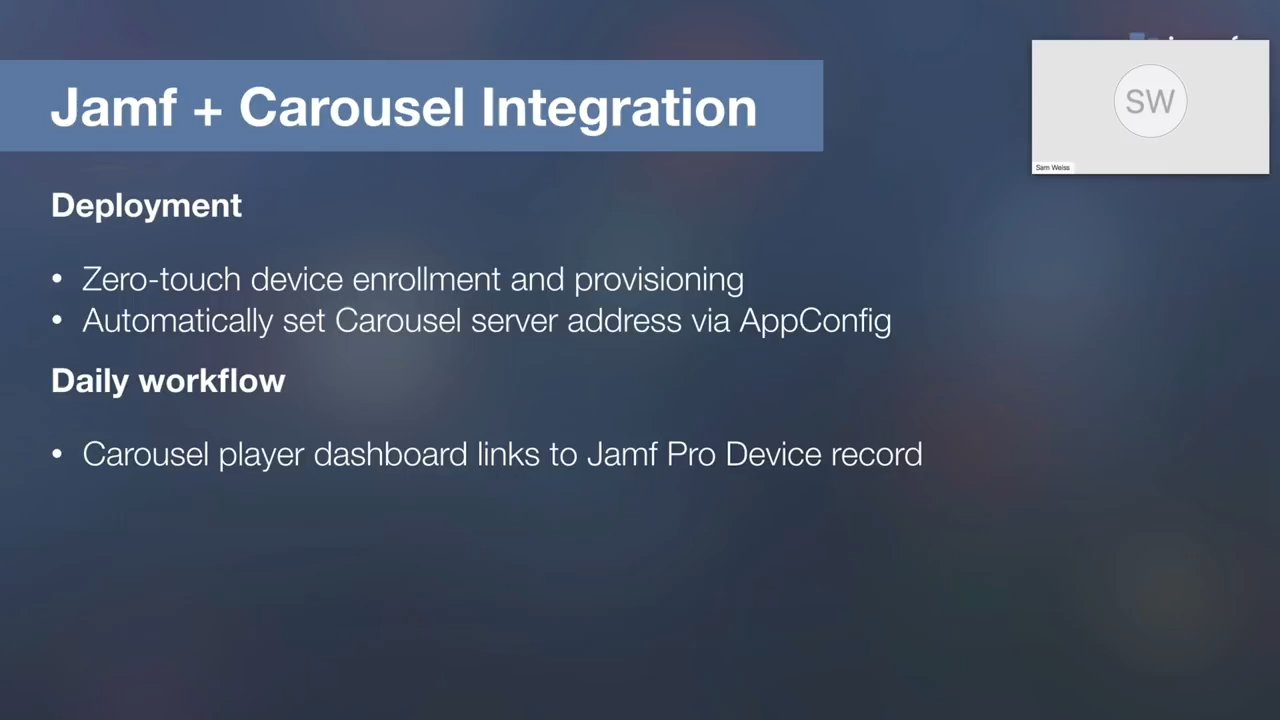 Jamf + Carousel Integration
SW
Sam Weiss
Deployment
• Zero-touch device enrollment and provisioning
• Automatically set Carousel server address via AppConfig
Daily workflow
• Carousel player dashboard links to Jamf Pro Device record